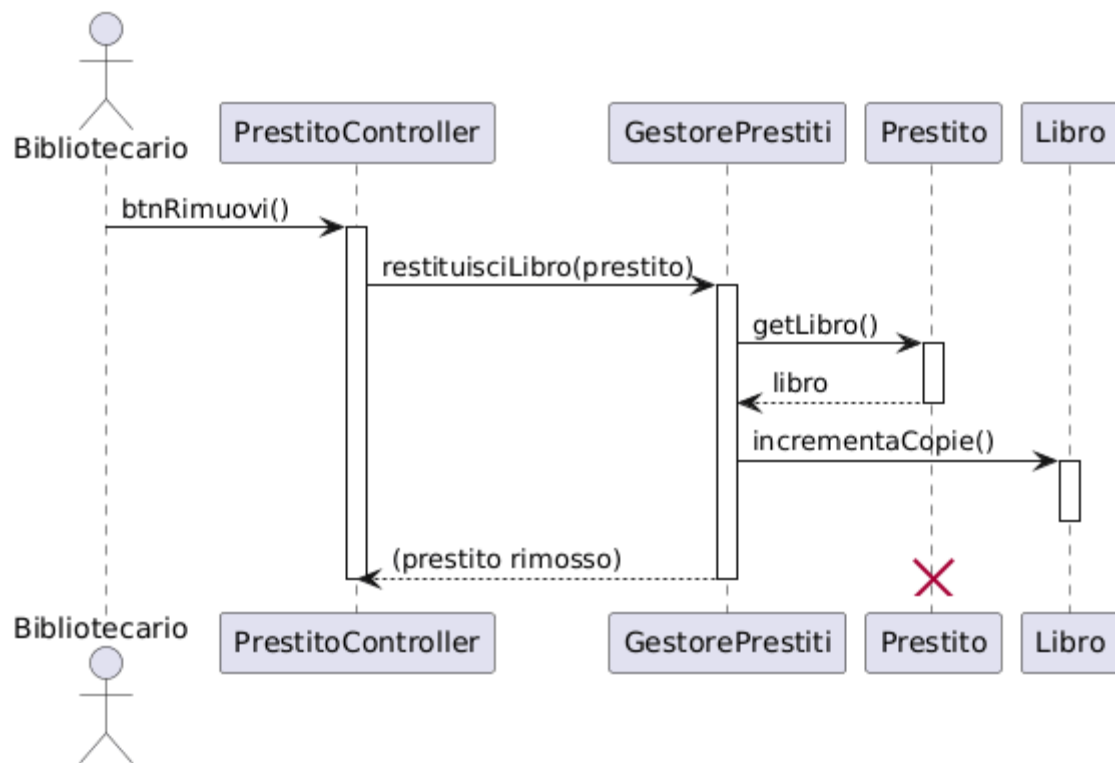 Bibliotecario
PrestitoController
GestorePrestiti
Prestito
Libro
btnRimuovi()
restituisciLibro(prestito)
getLibro()
libro
incrementaCopie()
(prestito rimosso)
Bibliotecario
PrestitoController
GestorePrestiti
Prestito
Libro